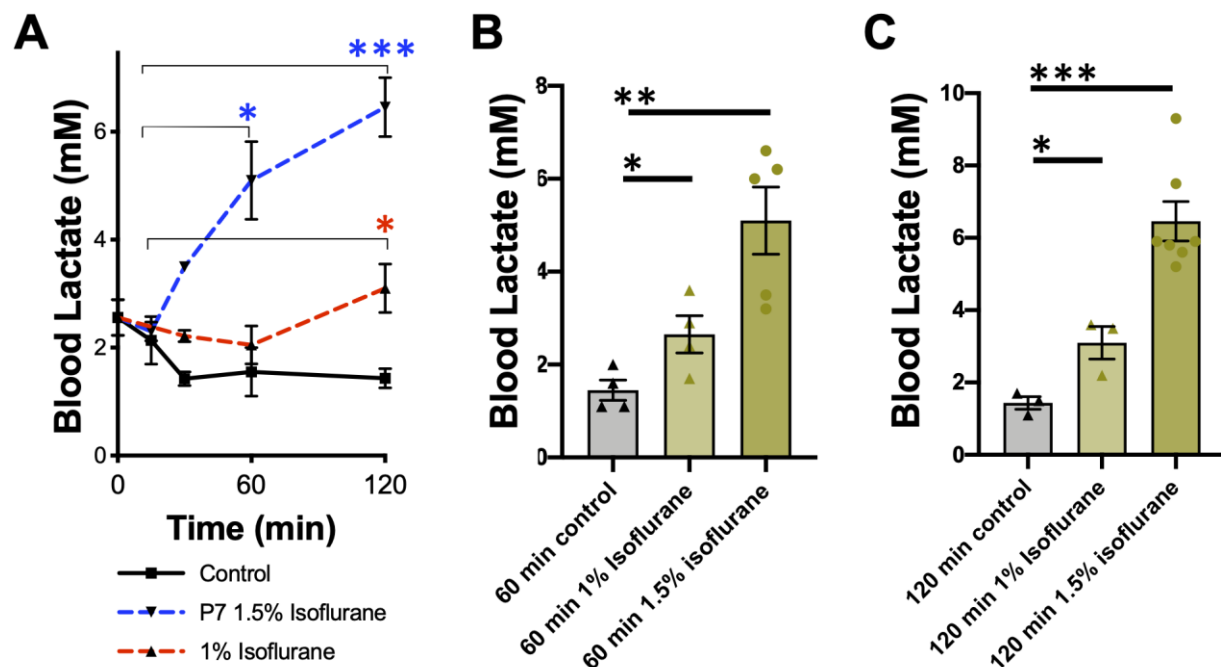 A
Blood Lactate (mM)
6
4
2
0
***
*
*
0
60
120
Time (min)
Control
P7 1.5% Isoflurane
1% Isoflurane
B
Blood Lactate (mM)
8
6
4
2
0
**
*
60 min control
60 min 1% Isoflurane
60 min 1.5% isoflurane
C
Blood Lactate (mM)
10
8
6
4
2
0
***
*
120 min control
120 min 1% Isoflurane
120 min 1.5% isoflurane